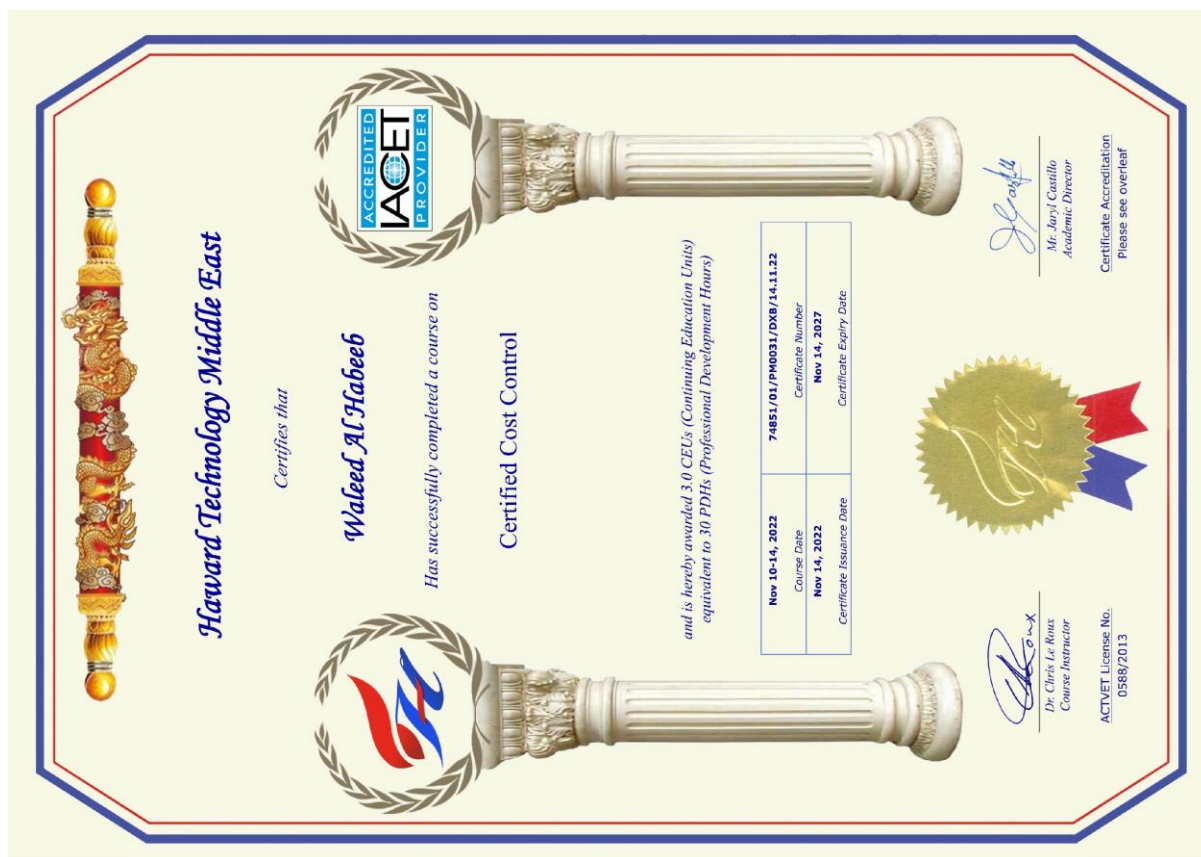 ACCREDITED
IACET
PROVIDER
Haward Technology Middle East
Certifies that
Waleed Al Habeeb
Has successfully completed a course on
Certified Cost Control
and is hereby awarded 3.0 CEUs (Continuing Education Units)
equivalent to 30 PDHs (Professional Development Hours)
Nov 10-14, 2022 74851/01/PM0031/DXB/14.11.22
Course Date Certificate Number
Nov 14, 2022 Nov 14, 2027
Certificate Issuance Date Certificate Expiry Date
Dr. Chris Le Roux
Course Instructor
ACTVET License No.
0588/2013
Mr. Jaryl Castillo
Academic Director
Certificate Accreditation
Please see overleaf